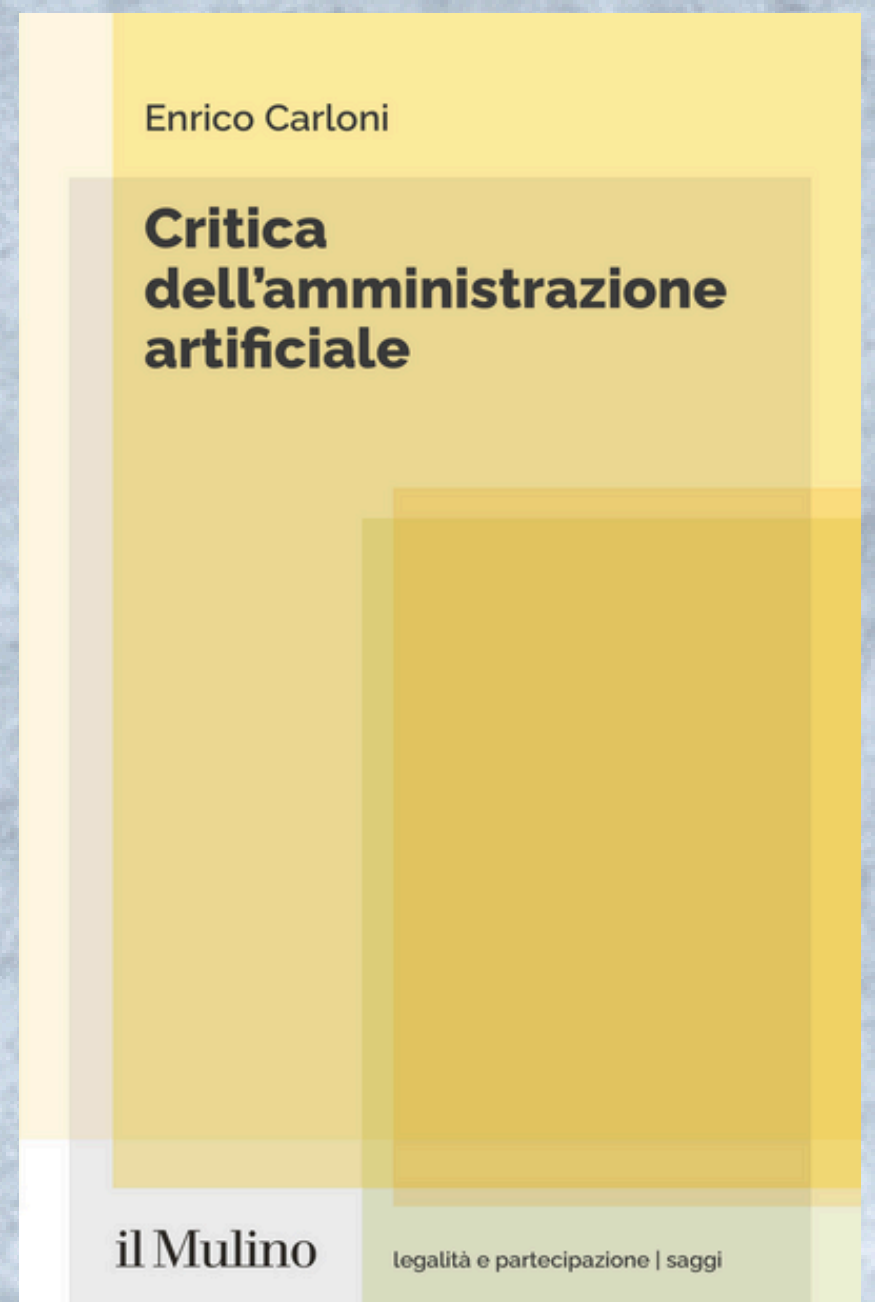 Enrico Carloni
Critica
dell’amministrazione
artificiale
il Mulino
legalità e partecipazione | saggi